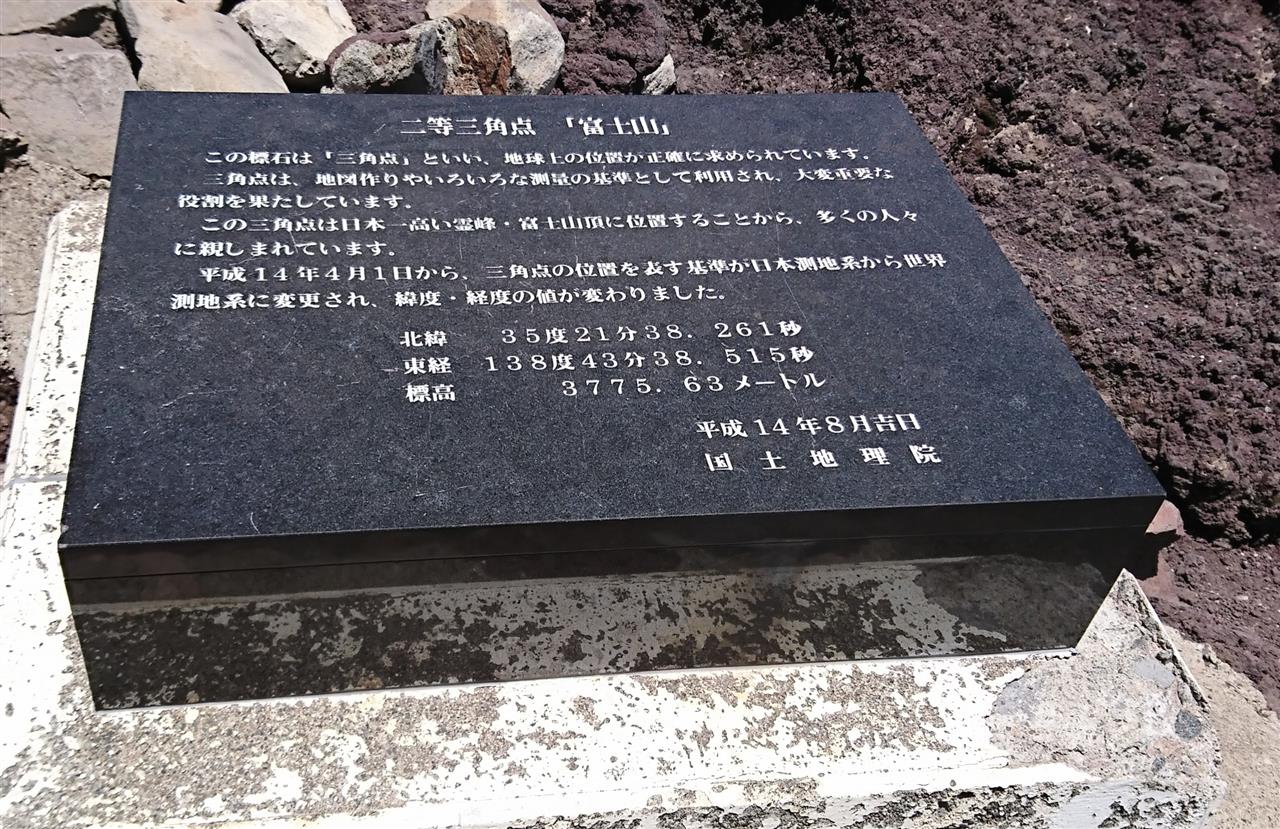 二等三角点 「富士山」
この標石は「三角点」といい、地球上の位置が正確に求められています。
三角点は、地図作りやいろいろな測量の基準として利用され、大変重要な
役割を果たしています。
この三角点は日本一高い霊峰・富士山頂に位置することから、多くの人々
に親しまれています。
平成14年4月1日から、三角点の位置を表す基準が日本測地系から世界
測地系に変更され、緯度・経度の値が変わりました。
北緯 35度21分38．261秒
東経 138度43分38．515秒
標高 3775．63メートル
平成14年8月吉日
国土地理院